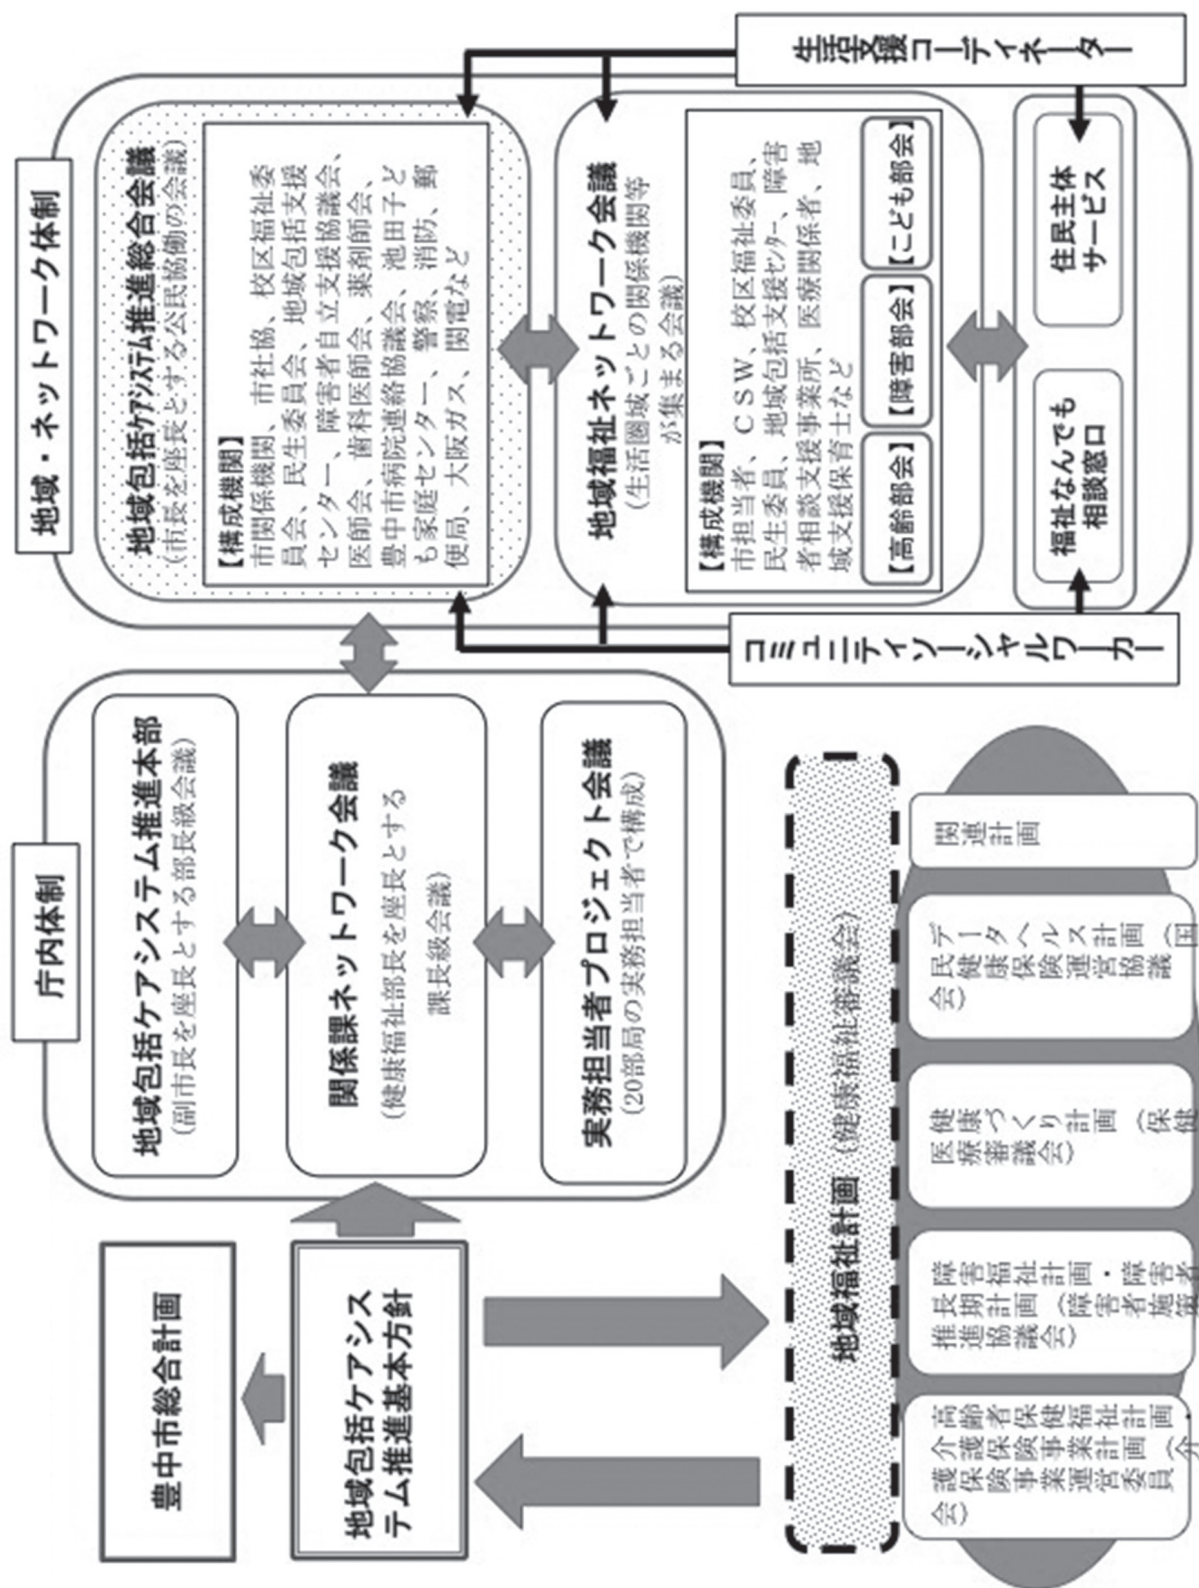 豊中市総合計画
地域包括ケアシス
テム推進基本方針
庁内体制
地域包括ケアシステム推進本部
(副市長を座長とする部長級会議)
関係課ネットワーク会議
(健康福祉部長を座長とする
課長級会議)
実務担当者プロジェクト会議
(20部局の実務担当者で構成)
地域・ネットワーク体制
地域包括ケアシステム推進総合会議
(市長を座長とする公民協働の会議)
【構成機関】
市関係機関、市社協、校区福祉委
員会、民生委員会、地域包括支援
センター、障害者自立支援協議会、
医師会、歯科医師会、薬剤師会、
豊中市病院連絡協議会、池田子ど
も家庭センター、警察、消防、郵
便局、大阪ガス、関電など
地域福祉ネットワーク会議
(生活圏域ごとの関係機関等
が集まる会議)
【構成機関】
市担当者、CSW、校区福祉委員、
民生委員、地域包括支援センター、障害
者相談支援事業所、医療関係者、地
域支援保育士など
【高齢部会】
【障害部会】
【こども部会】
福祉なんでも
相談窓口
住民主体
サービス
コミュニティソーシャルワーカー
生活支援コーディネーター
地域福祉計画 (健康福祉審議会)
高齢者保健福祉計画・
介護保険事業計画(介
護保険事業運営委員
会)
障害福祉計画・障害者
長期計画(障害者施策
推進協議会)
健康づくり計画(保健
医療審議会)
データヘルス計画(国
民健康保険運営協議
会)
関連
計画